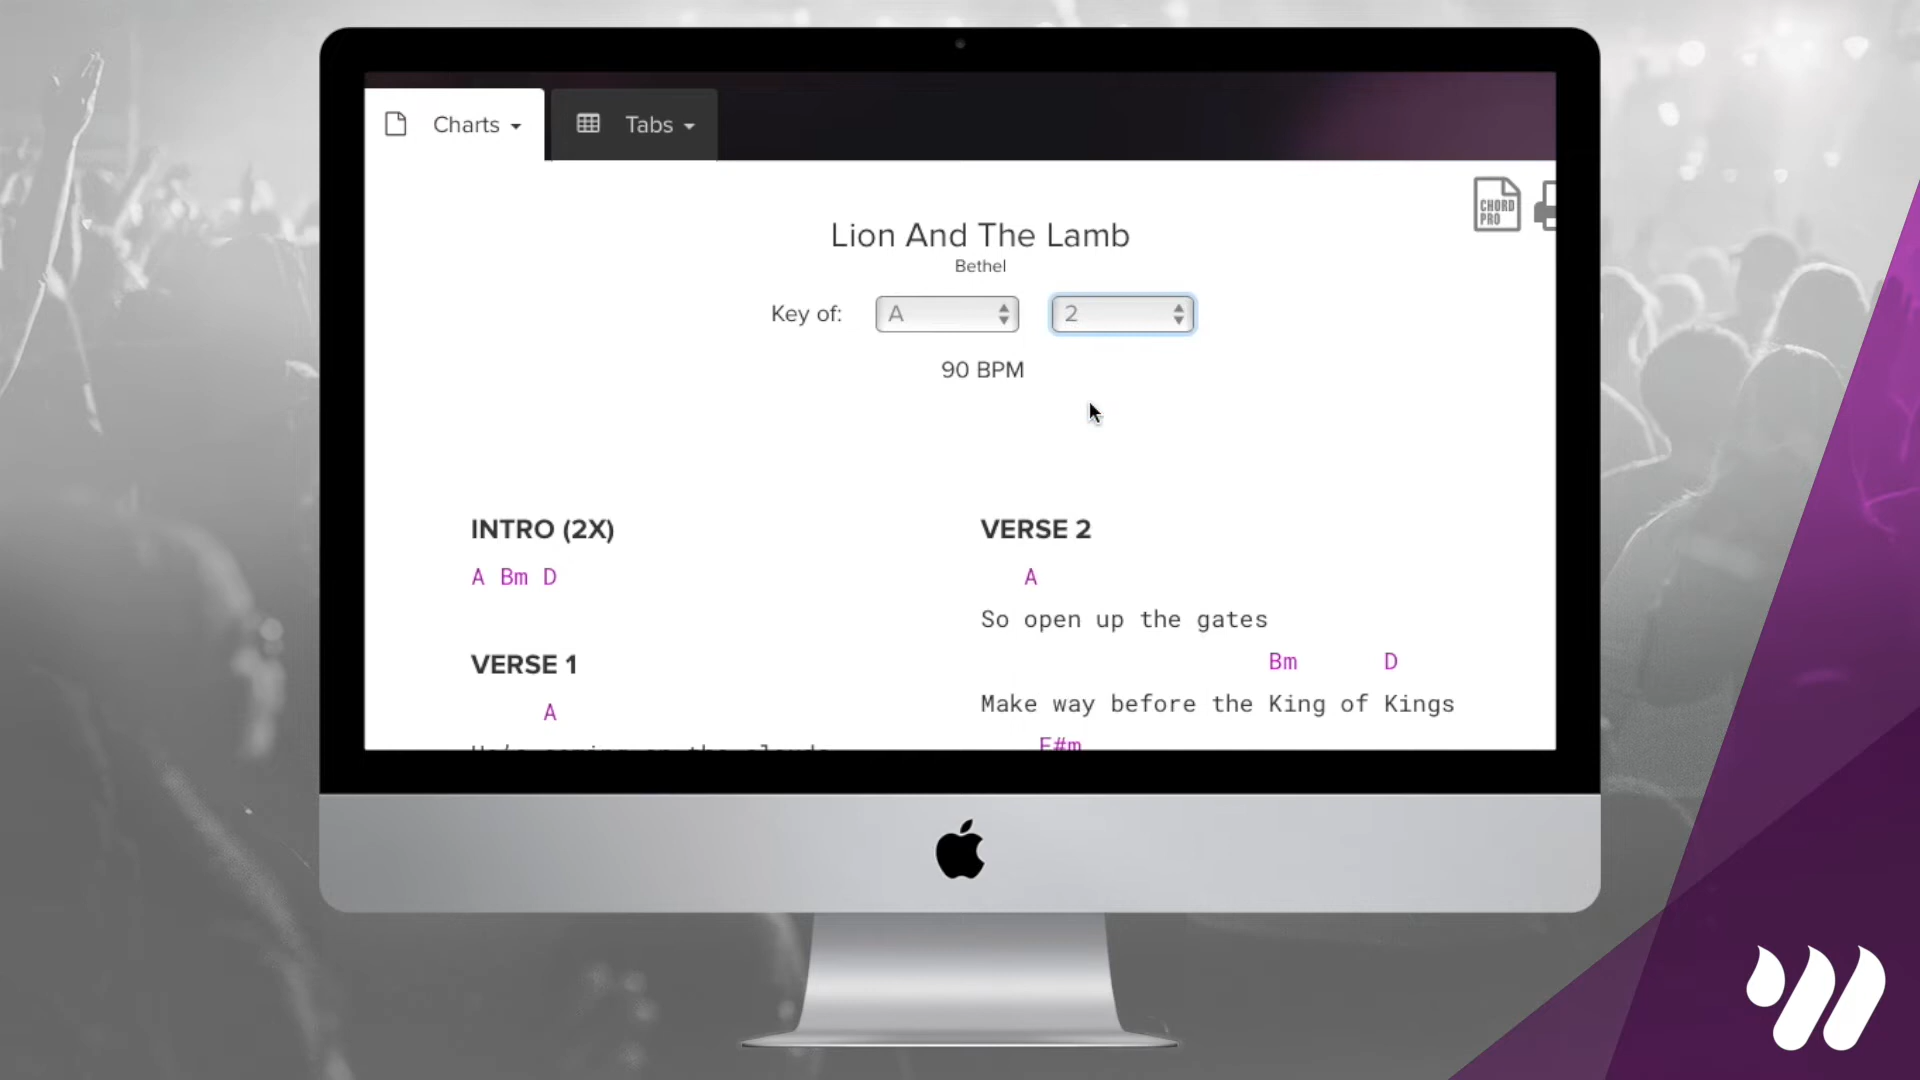 Charts
Tabs
CHORD
PRO
Lion And The Lamb
Bethel
Key of:
A
2
90 BPM
INTRO (2X)
A Bm D
VERSE 1
A
VERSE 2
A
So open up the gates
Bm D
Make way before the King of Kings
F#m